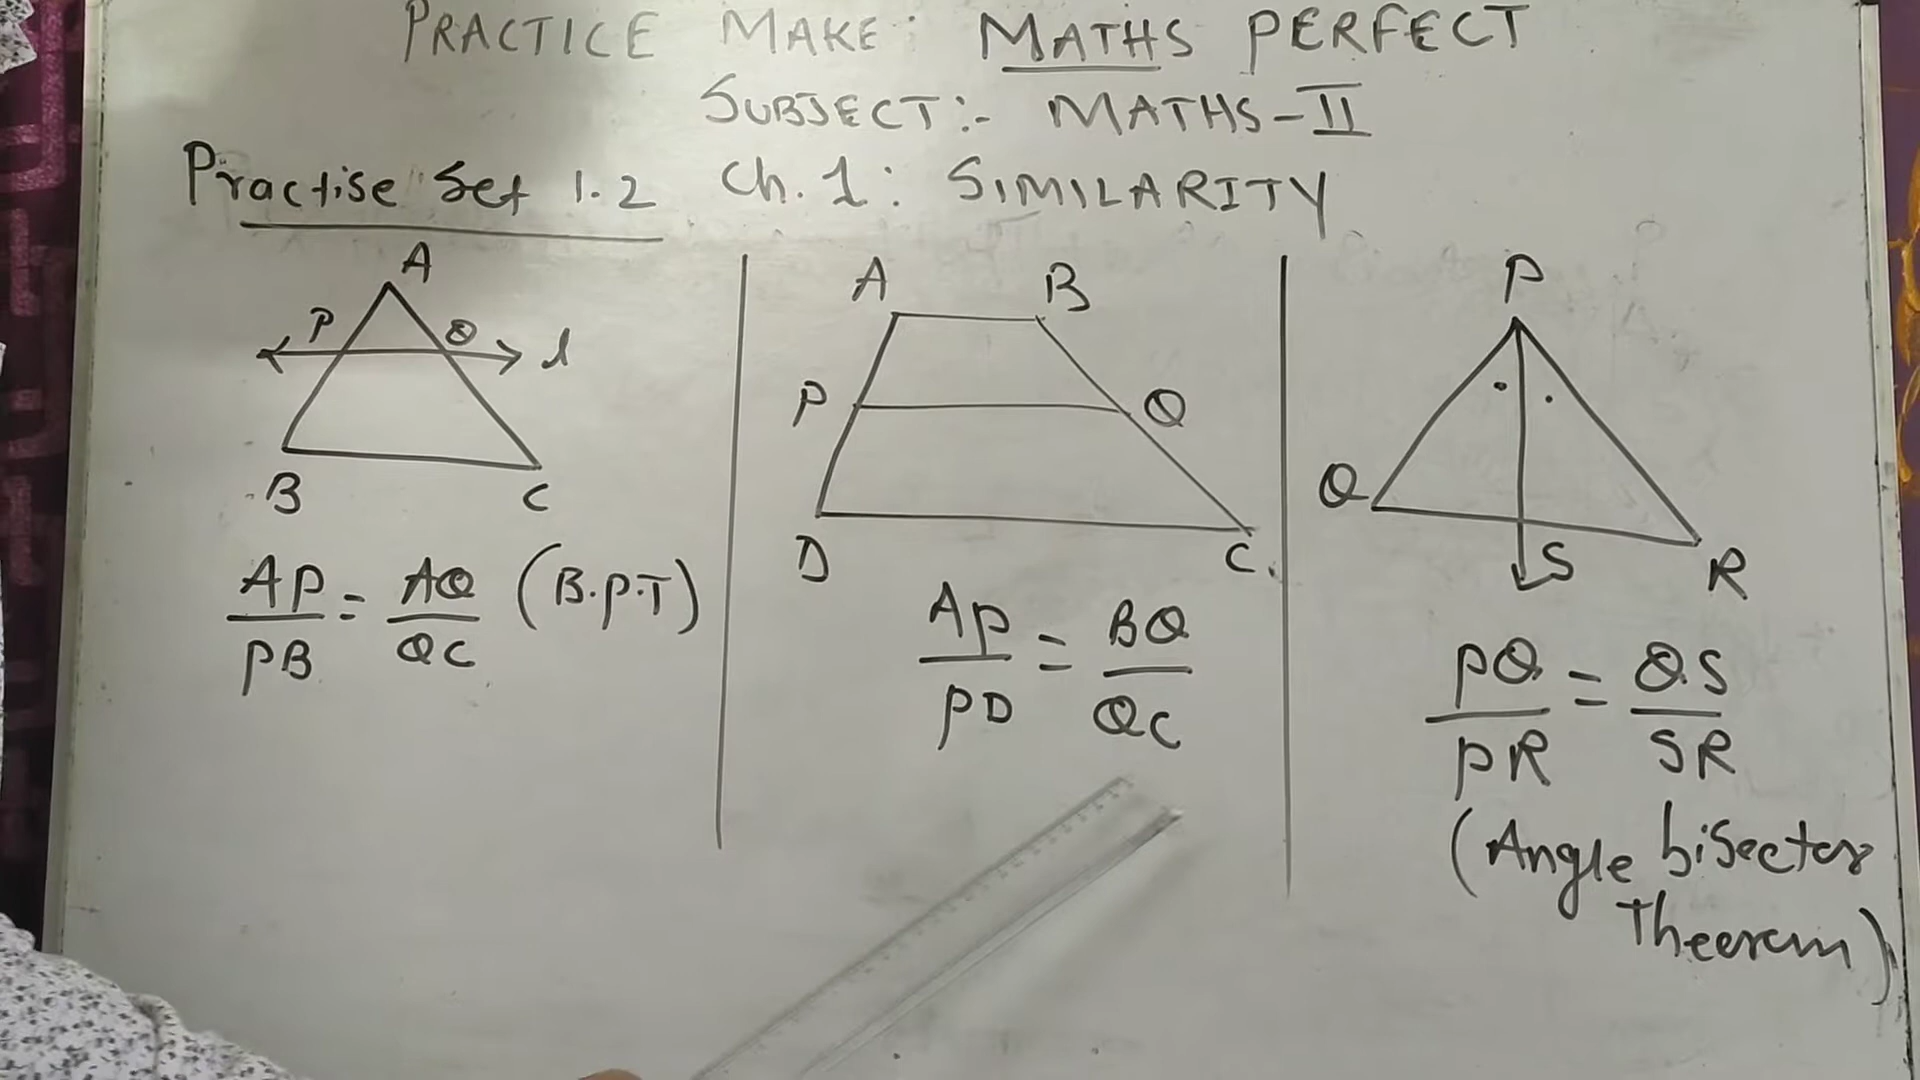 PRACTICE MAKE: MATHS PERFECT
SUBJECT:- MATHS-II
Practise Set 1.2 Ch. 1: SIMILARITY
A
P Q l
B C
AP/PB = AQ/QC (B.P.T)
A B
P Q
D C.
AP/PD = BQ/QC
P
Q S R
PQ/PR = QS/SR
(Angle bisector
Theorem)